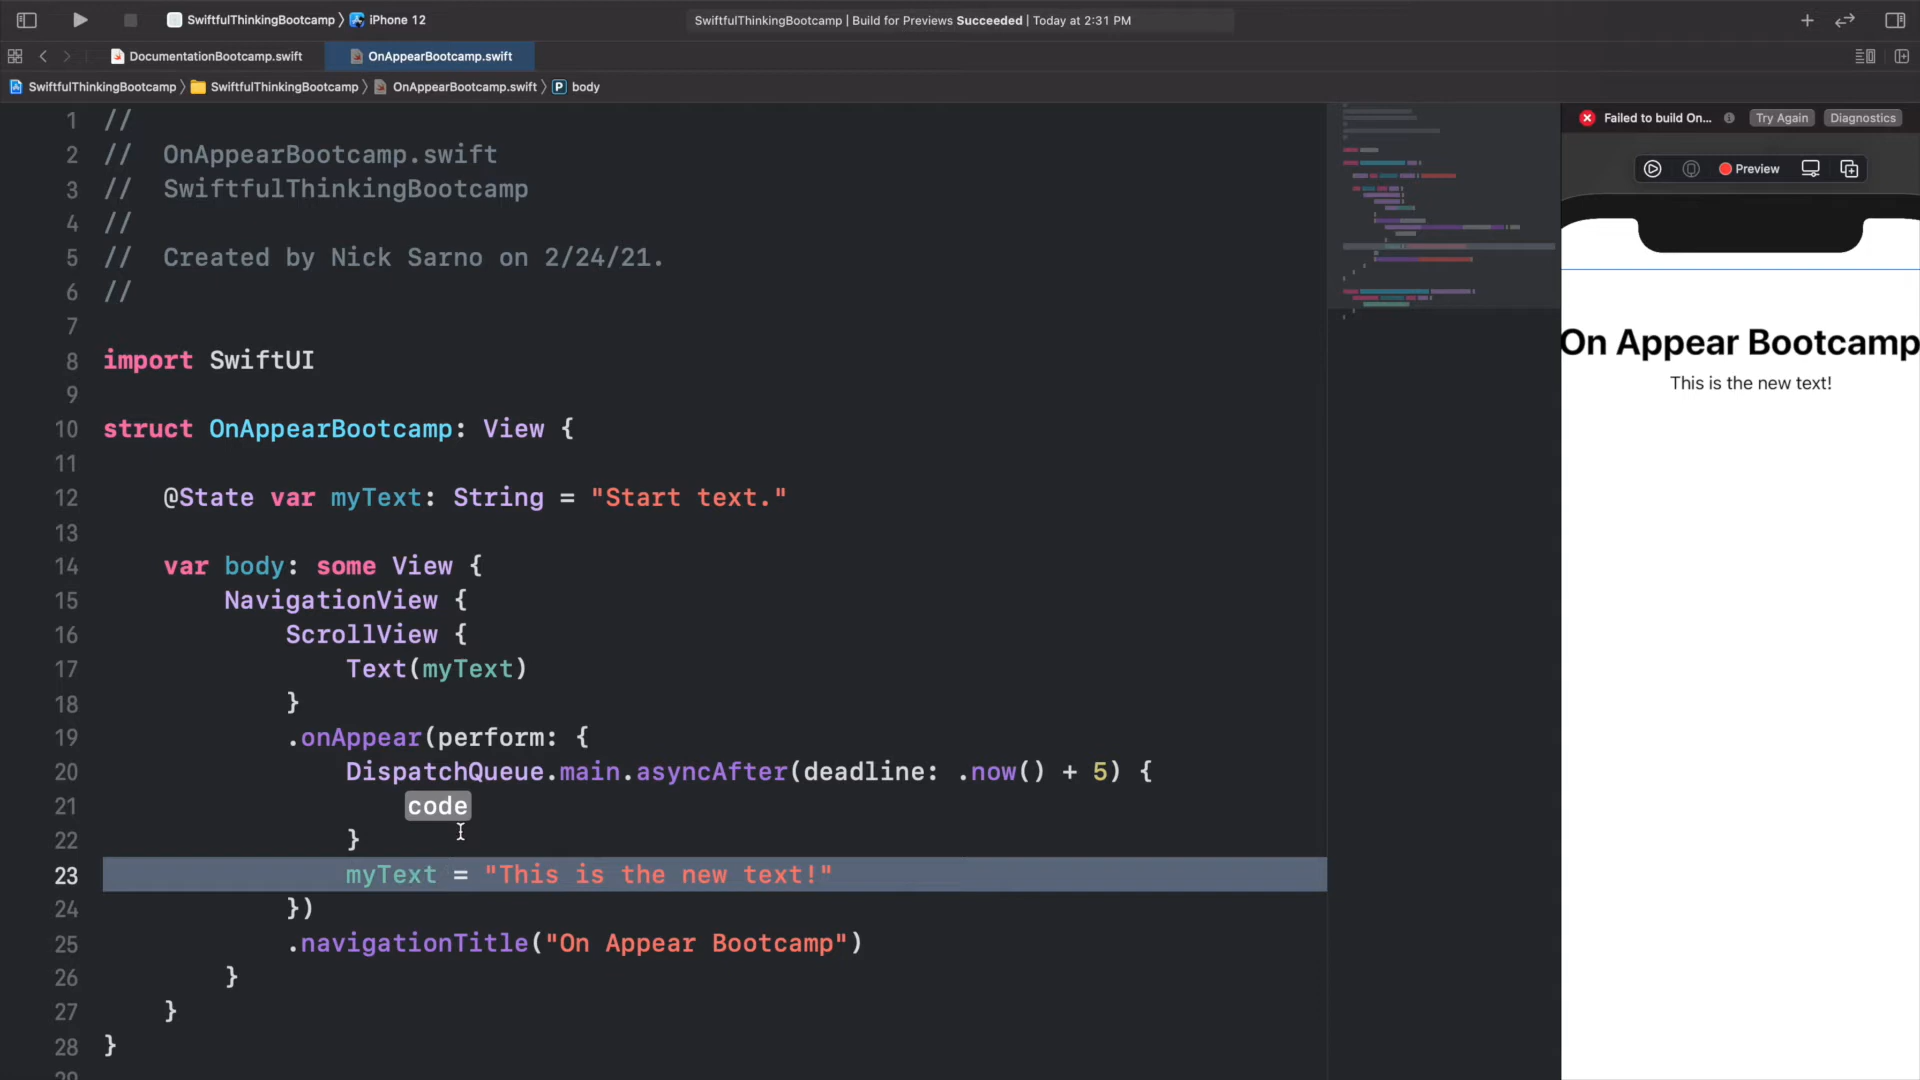 SwiftfulThinkingBootcamp 〉 iPhone 12
SwiftfulThinkingBootcamp | Build for Previews Succeeded | Today at 2:31 PM
DocumentationBootcamp.swift
OnAppearBootcamp.swift
SwiftfulThinkingBootcamp 〉 SwiftfulThinkingBootcamp 〉 OnAppearBootcamp.swift 〉 P body
1 //
2 //  OnAppearBootcamp.swift
3 //  SwiftfulThinkingBootcamp
4 //
5 //  Created by Nick Sarno on 2/24/21.
6 //
7
8 import SwiftUI
9
10 struct OnAppearBootcamp: View {
11
12     @State var myText: String = "Start text."
13
14     var body: some View {
15         NavigationView {
16             ScrollView {
17                 Text(myText)
18             }
19             .onAppear(perform: {
20                 DispatchQueue.main.asyncAfter(deadline: .now() + 5) {
21                     code
22                 }
23                 myText = "This is the new text!"
24             })
25             .navigationTitle("On Appear Bootcamp")
26         }
27     }
28 }
Failed to build On... Try Again Diagnostics
Preview
On Appear Bootcamp
This is the new text!